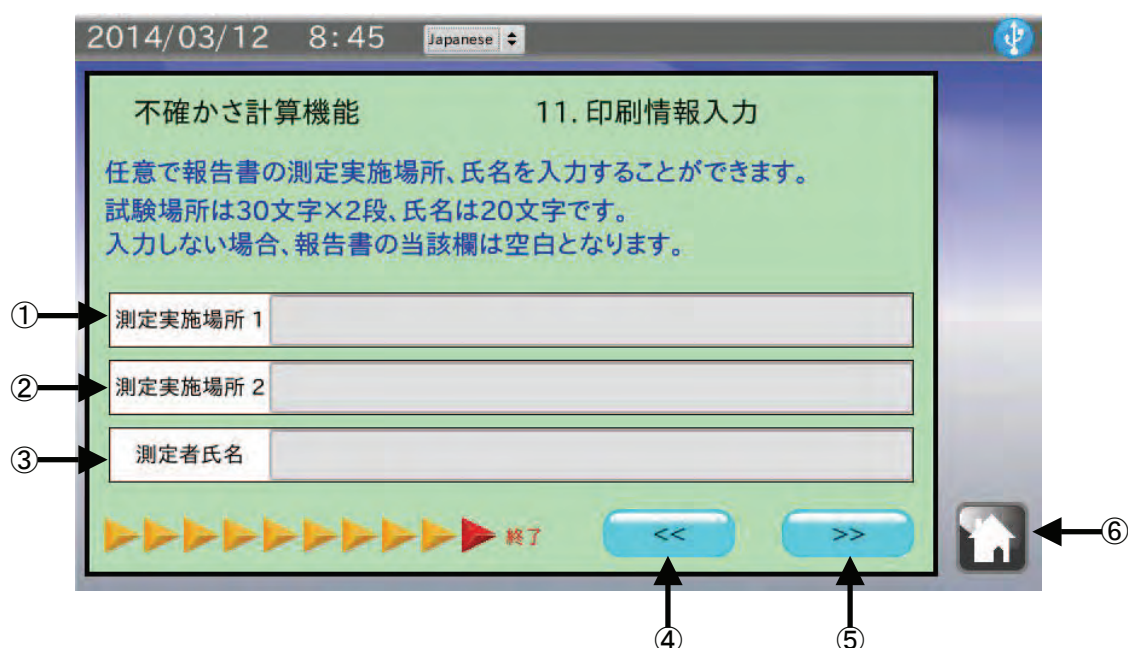 2014/03/12 8:45 Japanese
不確かさ計算機能 11. 印刷情報入力
任意で報告書の測定実施場所、氏名を入力することができます。
試験場所は30文字×2段、氏名は20文字です。
入力しない場合、報告書の当該欄は空白となります。
① 測定実施場所 1
② 測定実施場所 2
③ 測定者氏名
終了 << >>
⑥
④ ⑤